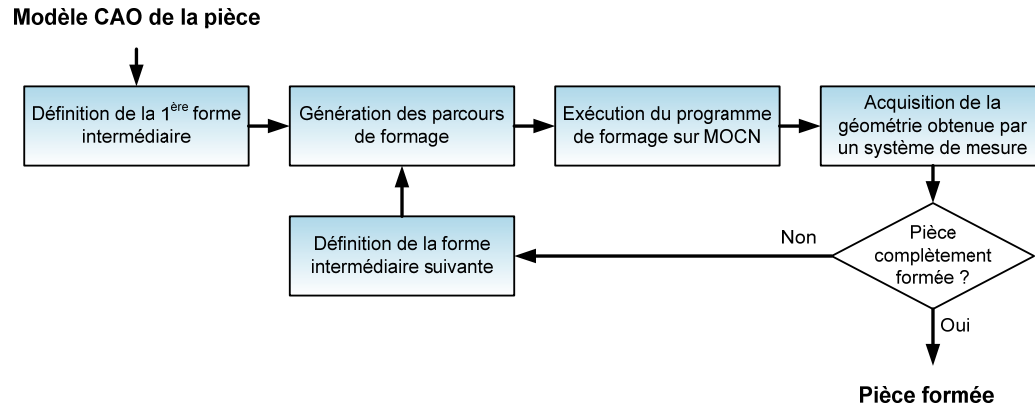 Modèle CAO de la pièce
Définition de la 1ère forme
intermédiaire
Génération des parcours
de formage
Exécution du programme
de formage sur MOCN
Acquisition de la
géométrie obtenue par
un système de mesure
Définition de la forme
intermédiaire suivante
Non
Pièce
complètement
formée ?
Oui
Pièce formée